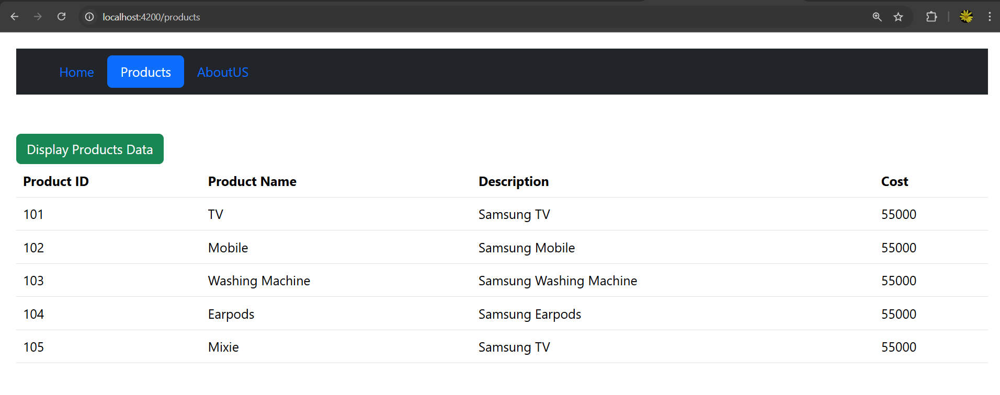 localhost:4200/products
Home Products AboutUS
Display Products Data
Product ID Product Name Description Cost
101 TV Samsung TV 55000
102 Mobile Samsung Mobile 55000
103 Washing Machine Samsung Washing Machine 55000
104 Earpods Samsung Earpods 55000
105 Mixie Samsung TV 55000